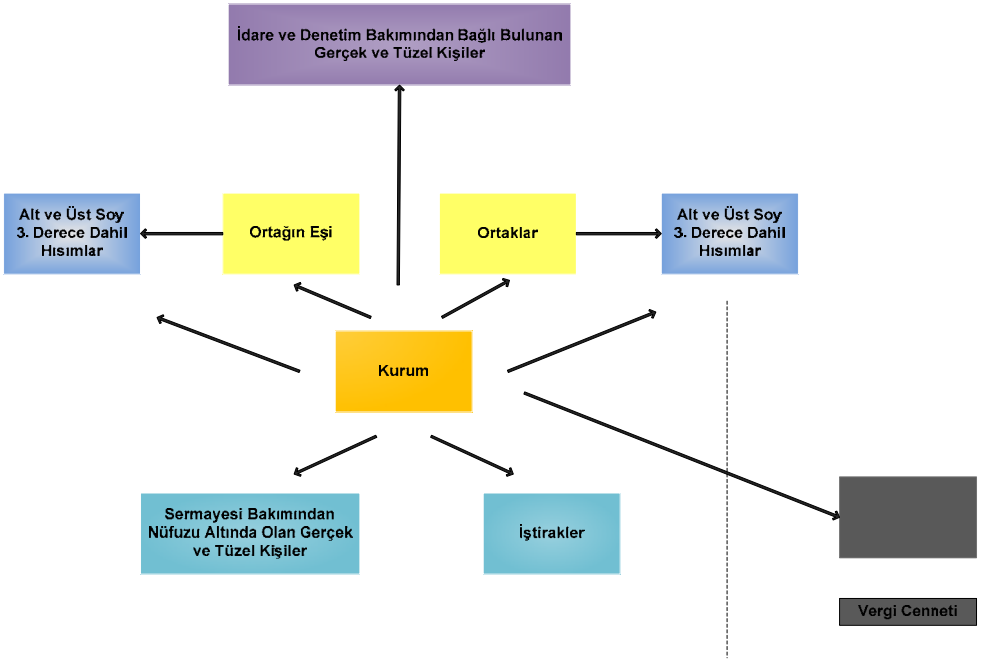 İdare ve Denetim Bakımından Bağlı Bulunan
Gerçek ve Tüzel Kişiler
Alt ve Üst Soy
3. Derece Dahil
Hısımlar
Ortağın Eşi
Ortaklar
Alt ve Üst Soy
3. Derece Dahil
Hısımlar
Kurum
Sermayesi Bakımından
Nüfuzu Altında Olan Gerçek
ve Tüzel Kişiler
İştirakler
Vergi Cenneti